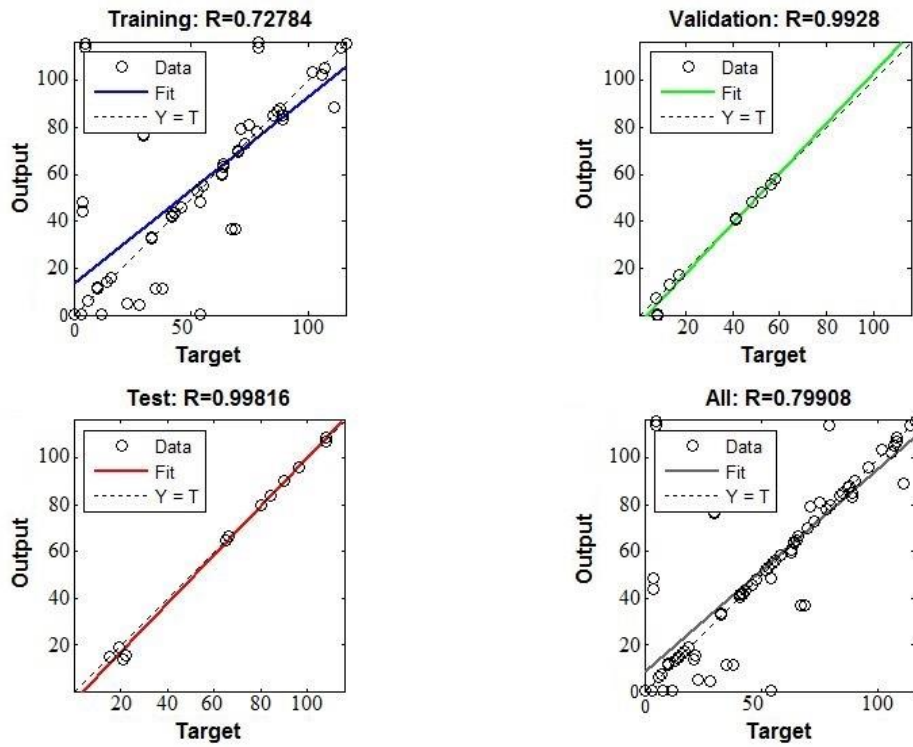 Training: R=0.72784
Output
100
80
60
40
20
0
Data
Fit
Y = T
0
50
100
Target
Validation: R=0.9928
Output
100
80
60
40
20
Data
Fit
Y = T
20
40
60
80
100
Target
Test: R=0.99816
Output
100
80
60
40
20
Data
Fit
Y = T
20
40
60
80
100
Target
All: R=0.79908
Output
100
80
60
40
20
0
Data
Fit
Y = T
0
50
100
Target